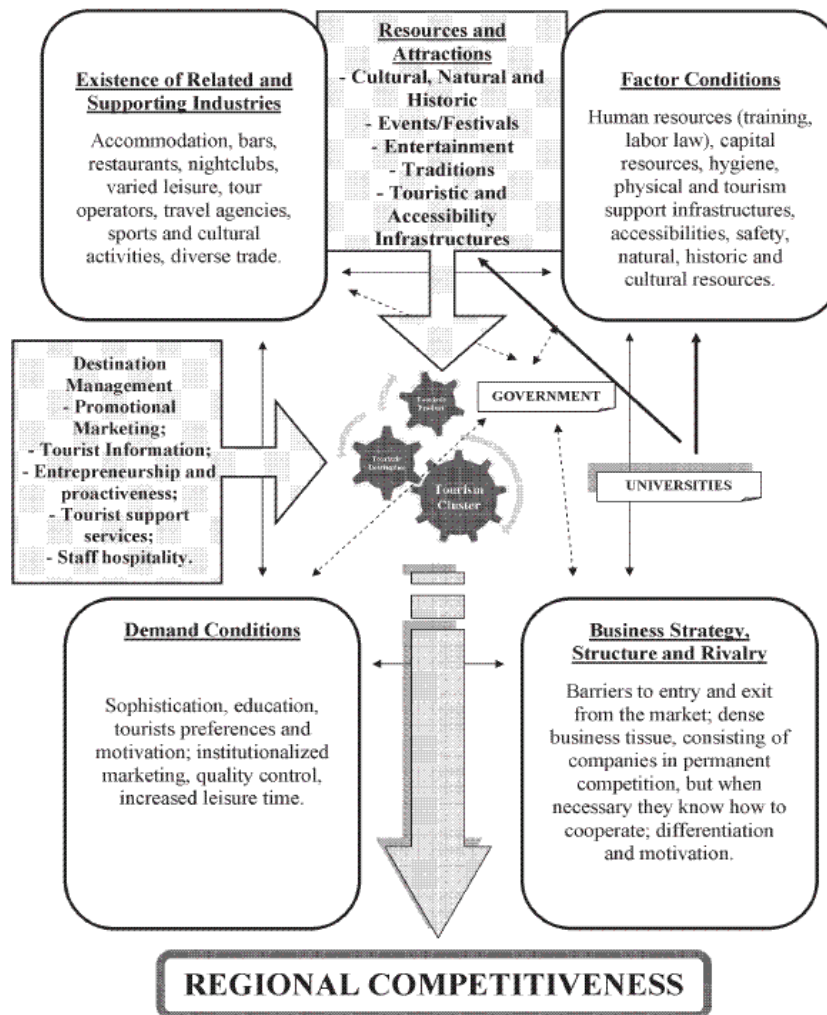 Existence of Related and
Supporting Industries
Accommodation, bars,
restaurants, nightclubs,
varied leisure, tour
operators, travel agencies,
sports and cultural
activities, diverse trade.
Resources and
Attractions
- Cultural, Natural and
Historic
- Events/Festivals
- Entertainment
- Traditions
- Touristic and
Accessibility
Infrastructures
Factor Conditions
Human resources (training,
labor law), capital
resources, hygiene,
physical and tourism
support infrastructures,
accessibilities, safety,
natural, historic and
cultural resources.
Destination
Management
- Promotional
Marketing;
- Tourist Information;
- Entrepreneurship and
proactiveness;
- Tourist support
services;
- Staff hospitality.
Product
Tourism
Cluster
GOVERNMENT
UNIVERSITIES
Demand Conditions
Sophistication, education,
tourists preferences and
motivation; institutionalized
marketing, quality control,
increased leisure time.
Business Strategy,
Structure and Rivalry
Barriers to entry and exit
from the market; dense
business tissue, consisting of
companies in permanent
competition, but when
necessary they know how to
cooperate; differentiation
and motivation.
REGIONAL COMPETITIVENESS